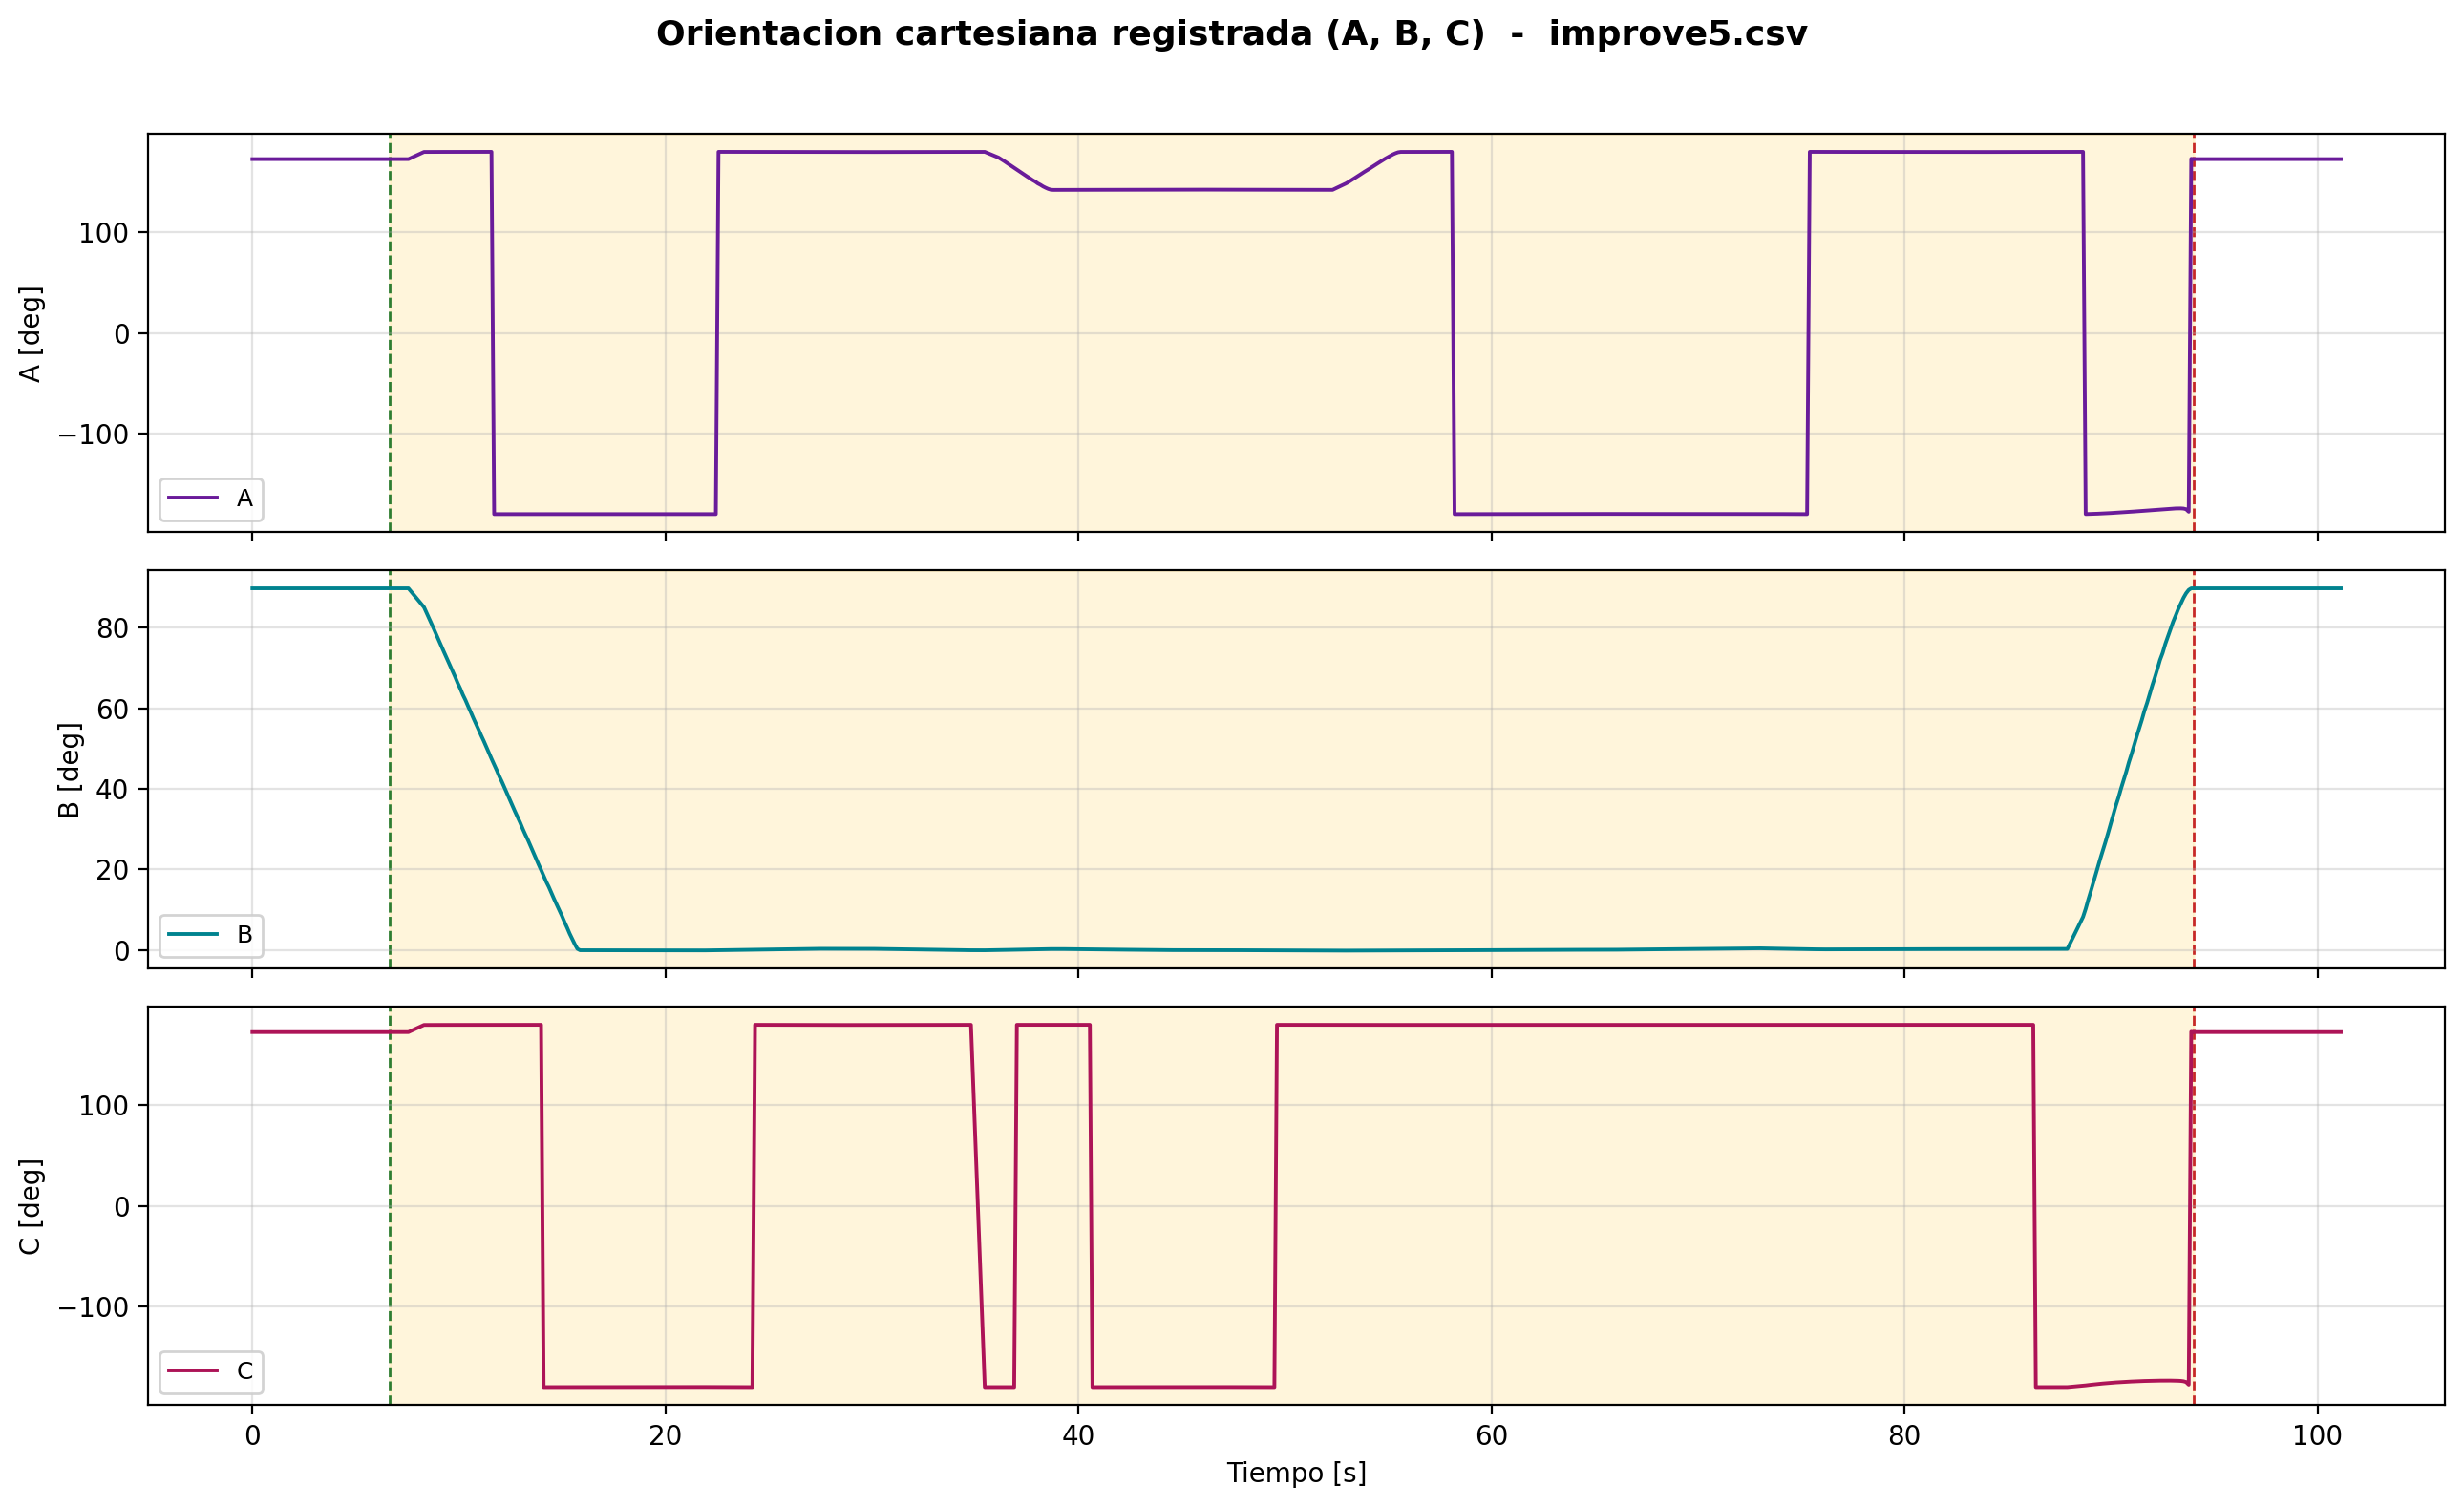 Orientacion cartesiana registrada (A, B, C)  -  improve5.csv
A [deg]
100
0
−100
A
B [deg]
80
60
40
20
0
B
C [deg]
100
0
−100
C
0 20 40 60 80 100
Tiempo [s]